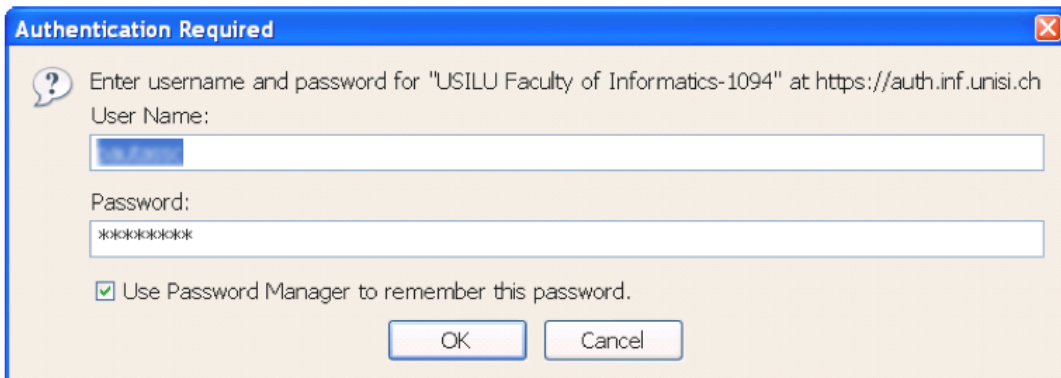 Authentication Required
Enter username and password for "USILU Faculty of Informatics-1094" at https://auth.inf.unisi.ch
User Name:
Password:
********
Use Password Manager to remember this password.
OK
Cancel